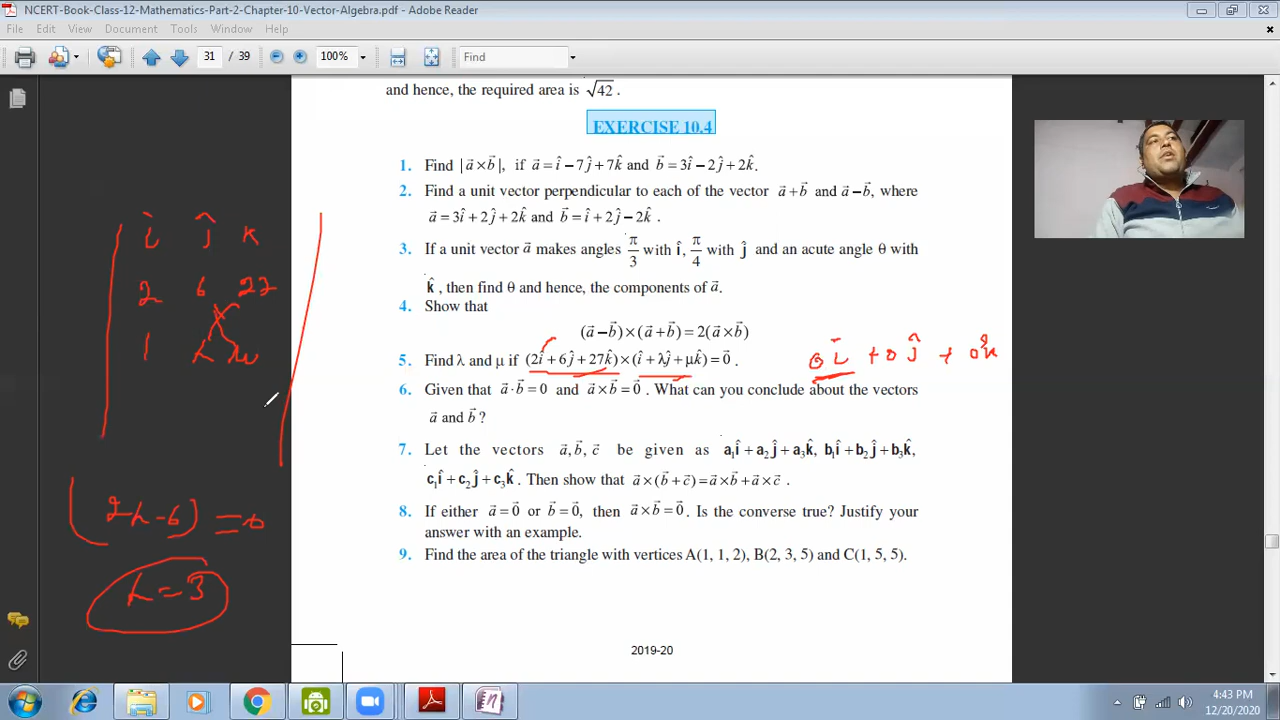 NCERT-Book-Class-12-Mathematics-Part-2-Chapter-10-Vector-Algebra.pdf - Adobe Reader
File Edit View Document Tools Window Help
31 / 39 100% Find
and hence, the required area is √42 .
EXERCISE 10.4
1. Find |a⃗ × b⃗|, if a⃗ = î − 7ĵ + 7k̂ and b⃗ = 3î − 2ĵ + 2k̂.
2. Find a unit vector perpendicular to each of the vector a⃗ + b⃗ and a⃗ − b⃗, where
a⃗ = 3î + 2ĵ + 2k̂ and b⃗ = î + 2ĵ − 2k̂ .
3. If a unit vector a⃗ makes angles π/3 with î, π/4 with ĵ and an acute angle θ with
k̂, then find θ and hence, the components of a⃗.
4. Show that
(a⃗ − b⃗) × (a⃗ + b⃗) = 2(a⃗ × b⃗)
5. Find λ and μ if (2î + 6ĵ + 27k̂) × (î + λĵ + μk̂) = 0⃗ .
0î + 0ĵ + 0k̂
6. Given that a⃗ · b⃗ = 0 and a⃗ × b⃗ = 0⃗ . What can you conclude about the vectors
a⃗ and b⃗ ?
7. Let the vectors a⃗, b⃗, c⃗ be given as a₁î + a₂ĵ + a₃k̂, b₁î + b₂ĵ + b₃k̂,
c₁î + c₂ĵ + c₃k̂. Then show that a⃗ × (b⃗ + c⃗) = a⃗ × b⃗ + a⃗ × c⃗ .
8. If either a⃗ = 0⃗ or b⃗ = 0⃗, then a⃗ × b⃗ = 0⃗. Is the converse true? Justify your
answer with an example.
9. Find the area of the triangle with vertices A(1, 1, 2), B(2, 3, 5) and C(1, 5, 5).
2019-20
î ĵ k
2 6 27
1 λ μ
(2λ-6) = 0
λ = 3
4:43 PM
12/20/2020